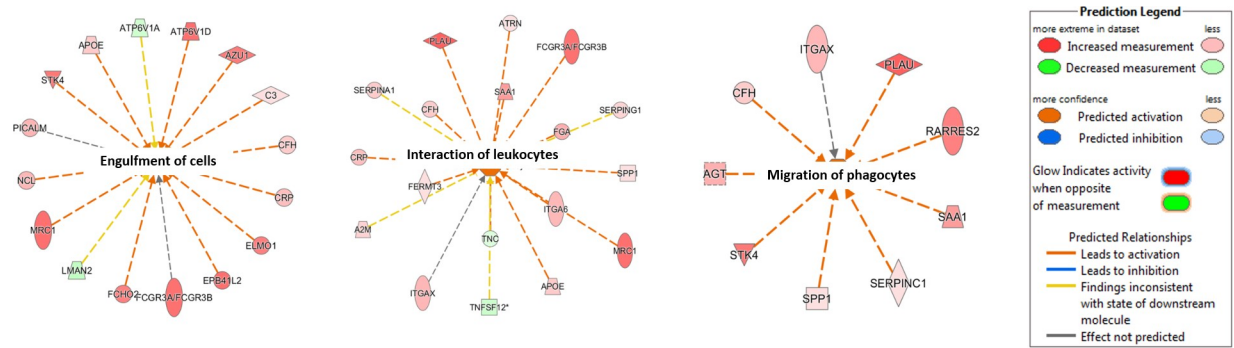 ATP6V1A
ATP6V1D
APOE
AZU1
STK4
C3
PICALM
CFH
Engulfment of cells
NCL
CRP
MRC1
ELMO1
LMAN2
EPB41L2
FCHO2
FCGR3A/FCGR3B
ATRN
PLAU
FCGR3A/FCGR3B
SERPINA1
SAA1
CFH
SERPING1
FGA
CRP
Interaction of leukocytes
SPP1
FERMT3
ITGA6
A2M
TNC
MRC1
ITGAX
APOE
TNFSF12*
ITGAX
PLAU
CFH
RARRES2
AGT
Migration of phagocytes
SAA1
STK4
SERPINC1
SPP1
Prediction Legend
more extreme in dataset less
Increased measurement
Decreased measurement
more confidence less
Predicted activation
Predicted inhibition
Glow Indicates activity
when opposite
of measurement
Predicted Relationships
Leads to activation
Leads to inhibition
Findings inconsistent
with state of downstream
molecule
Effect not predicted